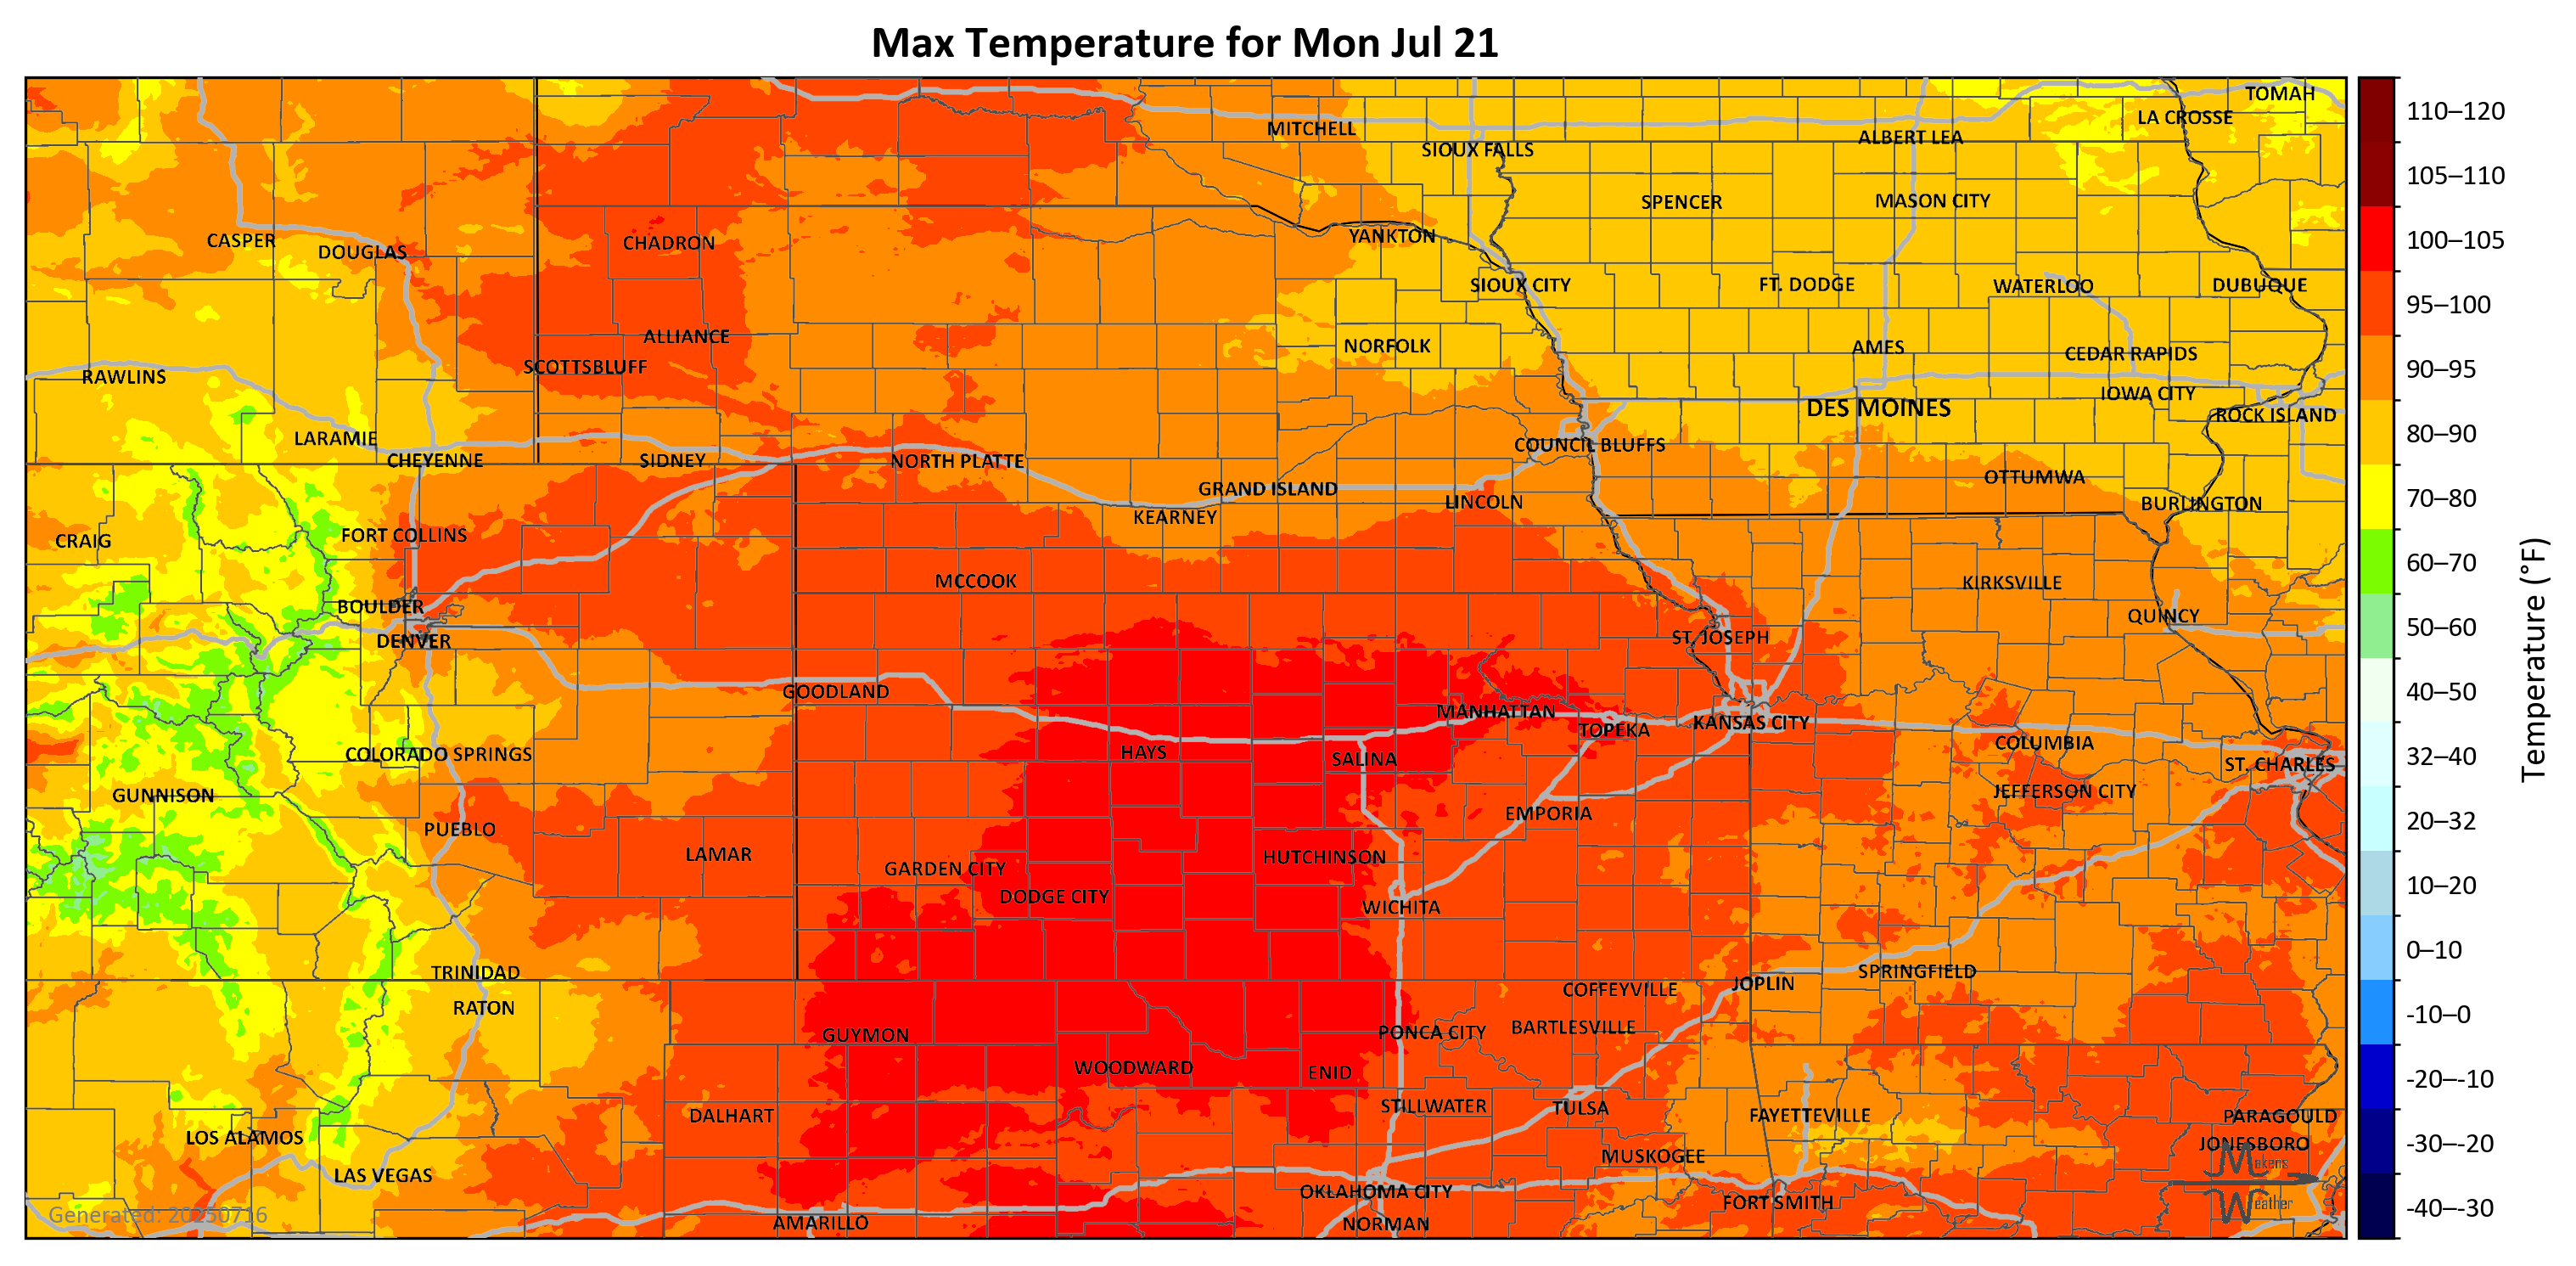 Max Temperature for Mon Jul 21
TOMAH
LA CROSSE
MITCHELL
ALBERT LEA
SIOUX FALLS
SPENCER
MASON CITY
CASPER
DOUGLAS
CHADRON
YANKTON
SIOUX CITY
FT. DODGE
WATERLOO
DUBUQUE
ALLIANCE
NORFOLK
AMES
CEDAR RAPIDS
SCOTTSBLUFF
RAWLINS
IOWA CITY
DES MOINES
ROCK ISLAND
LARAMIE
COUNCIL BLUFFS
CHEYENNE
SIDNEY
NORTH PLATTE
OTTUMWA
GRAND ISLAND
LINCOLN
BURLINGTON
KEARNEY
FORT COLLINS
CRAIG
MCCOOK
KIRKSVILLE
BOULDER
QUINCY
DENVER
ST. JOSEPH
GOODLAND
MANHATTAN
TOPEKA
KANSAS CITY
COLUMBIA
COLORADO SPRINGS
HAYS
SALINA
ST. CHARLES
GUNNISON
JEFFERSON CITY
EMPORIA
PUEBLO
LAMAR
HUTCHINSON
GARDEN CITY
DODGE CITY
WICHITA
TRINIDAD
SPRINGFIELD
JOPLIN
COFFEYVILLE
RATON
GUYMON
PONCA CITY
BARTLESVILLE
WOODWARD
ENID
DALHART
STILLWATER
TULSA
FAYETTEVILLE
PARAGOULD
LOS ALAMOS
JONESBORO
MUSKOGEE
LAS VEGAS
OKLAHOMA CITY
FORT SMITH
AMARILLO
NORMAN
Generated: 20250716
Makens
Weather
110–120
105–110
100–105
95–100
90–95
80–90
70–80
60–70
50–60
40–50
32–40
20–32
10–20
0–10
-10–0
-20–-10
-30–-20
-40–-30
Temperature (°F)